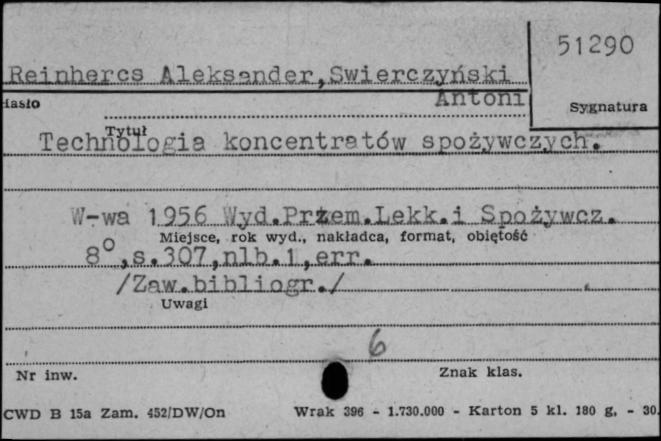 51290
Reinhercs Aleksander, Swierczyński
Hasło
Antoni
Sygnatura
Tytuł
Technologia koncentratów spożywczych.
W-wa 1956 Wyd.Przem.Lekk.i Spożywcz.
Miejsce, rok wyd., nakładca, format, objętość
8°,s.307,nlb.1,err.
/Zaw.bibliogr./
Uwagi
6
Nr inw.
Znak klas.
CWD B 15a Zam. 452/DW/On Wrak 396 - 1.730.000 - Karton 5 kl. 180 g. - 30.